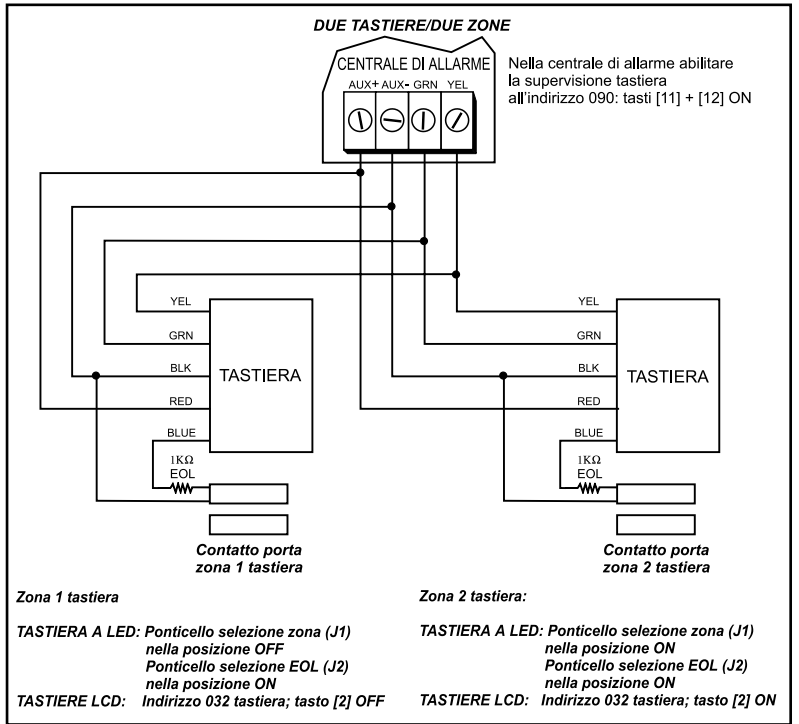 DUE TASTIERE/DUE ZONE
CENTRALE DI ALLARME
AUX+ AUX- GRN YEL
Nella centrale di allarme abilitare
la supervisione tastiera
all'indirizzo 090: tasti [11] + [12] ON
YEL
GRN
BLK
RED
BLUE
TASTIERA
1KΩ
EOL
Contatto porta
zona 1 tastiera
YEL
GRN
BLK
RED
BLUE
TASTIERA
1KΩ
EOL
Contatto porta
zona 2 tastiera
Zona 1 tastiera
TASTIERA A LED: Ponticello selezione zona (J1)
nella posizione OFF
Ponticello selezione EOL (J2)
nella posizione ON
TASTIERE LCD: Indirizzo 032 tastiera; tasto [2] OFF
Zona 2 tastiera:
TASTIERA A LED: Ponticello selezione zona (J1)
nella posizione ON
Ponticello selezione EOL (J2)
nella posizione ON
TASTIERE LCD: Indirizzo 032 tastiera; tasto [2] ON